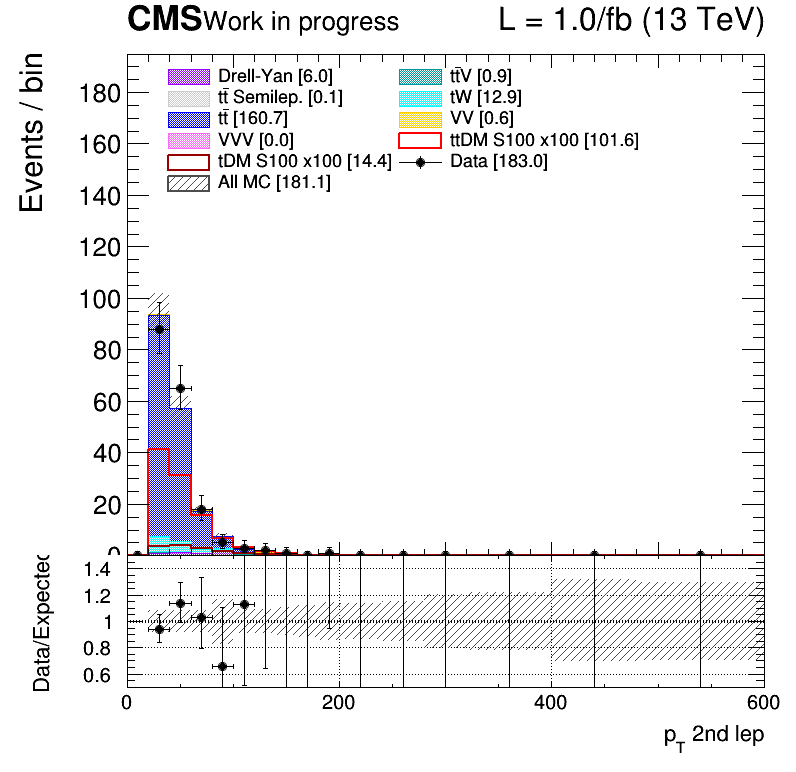 CMS Work in progress L = 1.0/fb (13 TeV)
Events / bin
Drell-Yan [6.0] tt̄V [0.9]
tt̄ Semilep. [0.1] tW [12.9]
tt̄ [160.7] VV [0.6]
VVV [0.0] ttDM S100 x100 [101.6]
tDM S100 x100 [14.4] Data [183.0]
All MC [181.1]
180
160
140
120
100
80
60
40
20
0
Data/Expected
1.4
1.2
1
0.8
0.6
0 200 400 600
p_T 2nd lep